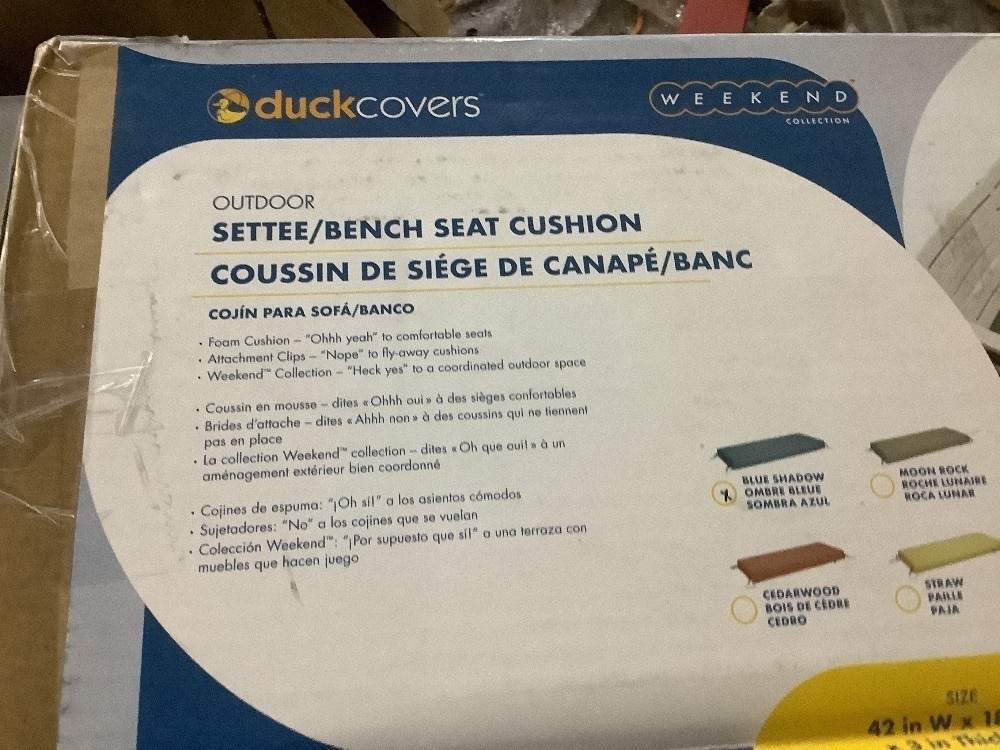 duckcovers™
WEEKEND™
COLLECTION
OUTDOOR
SETTEE/BENCH SEAT CUSHION
COUSSIN DE SIÉGE DE CANAPÉ/BANC
COJÍN PARA SOFÁ/BANCO
• Foam Cushion – "Ohhh yeah" to comfortable seats
• Attachment Clips – "Nope" to fly-away cushions
• Weekend™ Collection – "Heck yes" to a coordinated outdoor space
• Coussin en mousse – dites « Ohhh oui » à des sièges confortables
• Brides d'attache – dites « Ahhh non » à des coussins qui ne tiennent
pas en place
• La collection Weekend™ collection – dites « Oh que oui! » à un
aménagement extérieur bien coordonné
• Cojines de espuma: "¡Oh sí!" a los asientos cómodos
• Sujetadores: "No" a los cojines que se vuelan
• Colección Weekend™: "¡Por supuesto que sí!" a una terraza con
muebles que hacen juego
BLUE SHADOW
OMBRE BLEUE
SOMBRA AZUL
MOON ROCK
ROCHE LUNAIRE
ROCA LUNAR
CEDARWOOD
BOIS DE CÈDRE
CEDRO
STRAW
PAILLE
PAJA
SIZE
42 in W x 18
x 3 in Thic